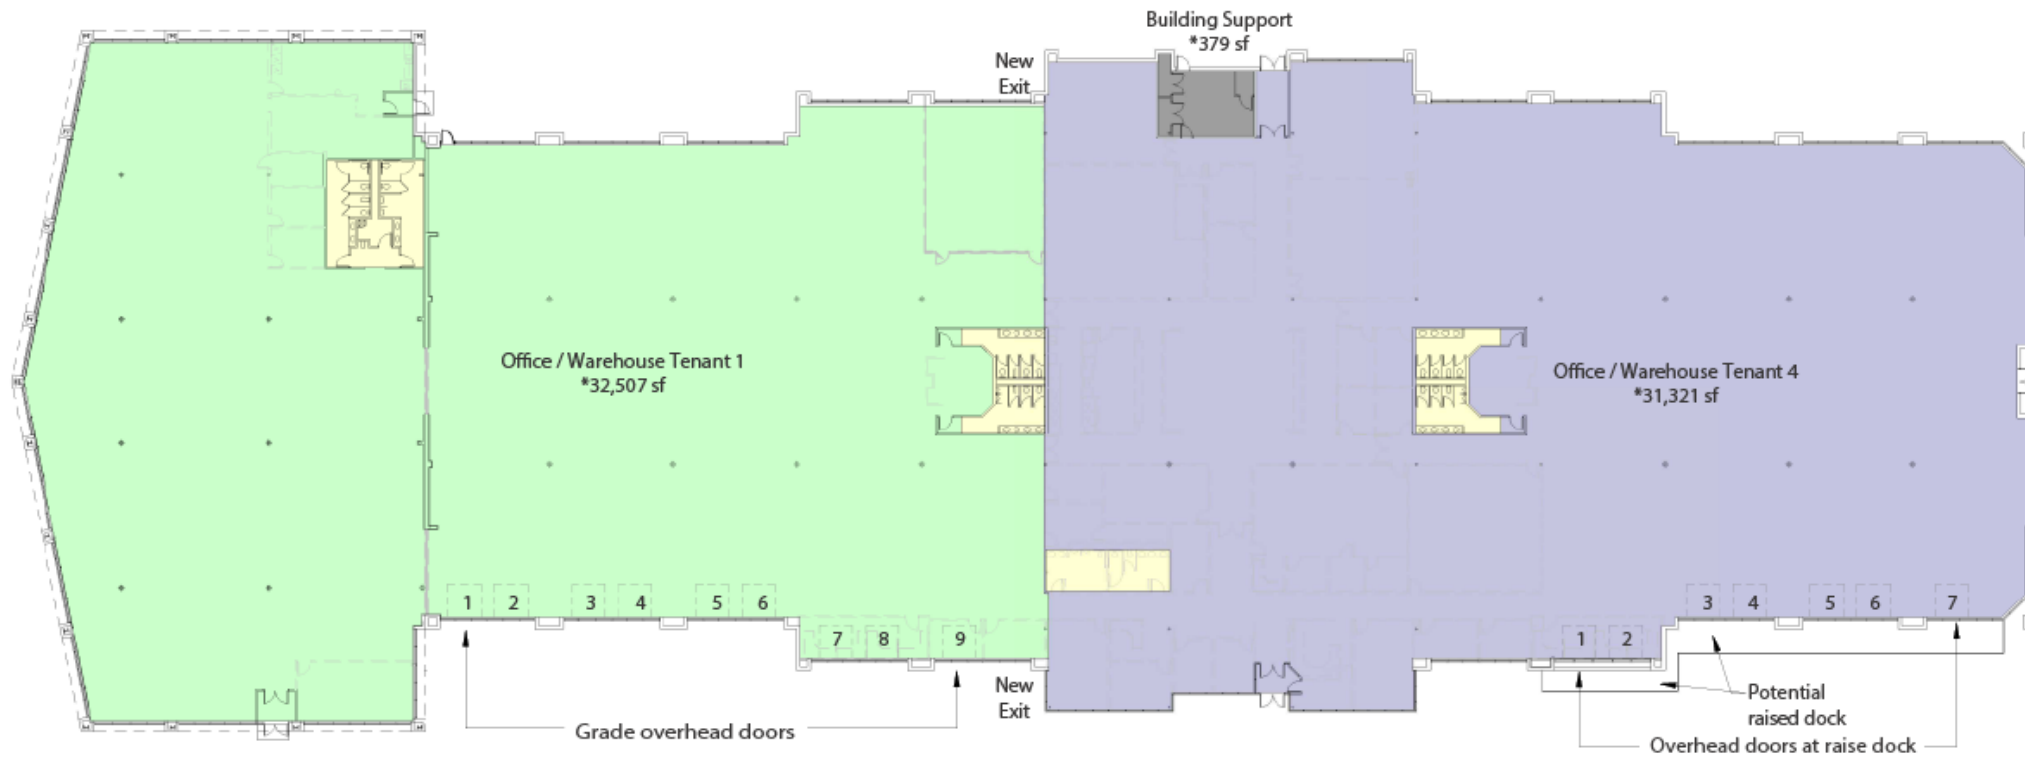 Building Support
*379 sf
New
Exit
Office / Warehouse Tenant 1
*32,507 sf
Office / Warehouse Tenant 4
*31,321 sf
1 2 3 4 5 6
7 8 9
3 4 5 6 7
1 2
New
Exit
Grade overhead doors
Potential
raised dock
Overhead doors at raise dock